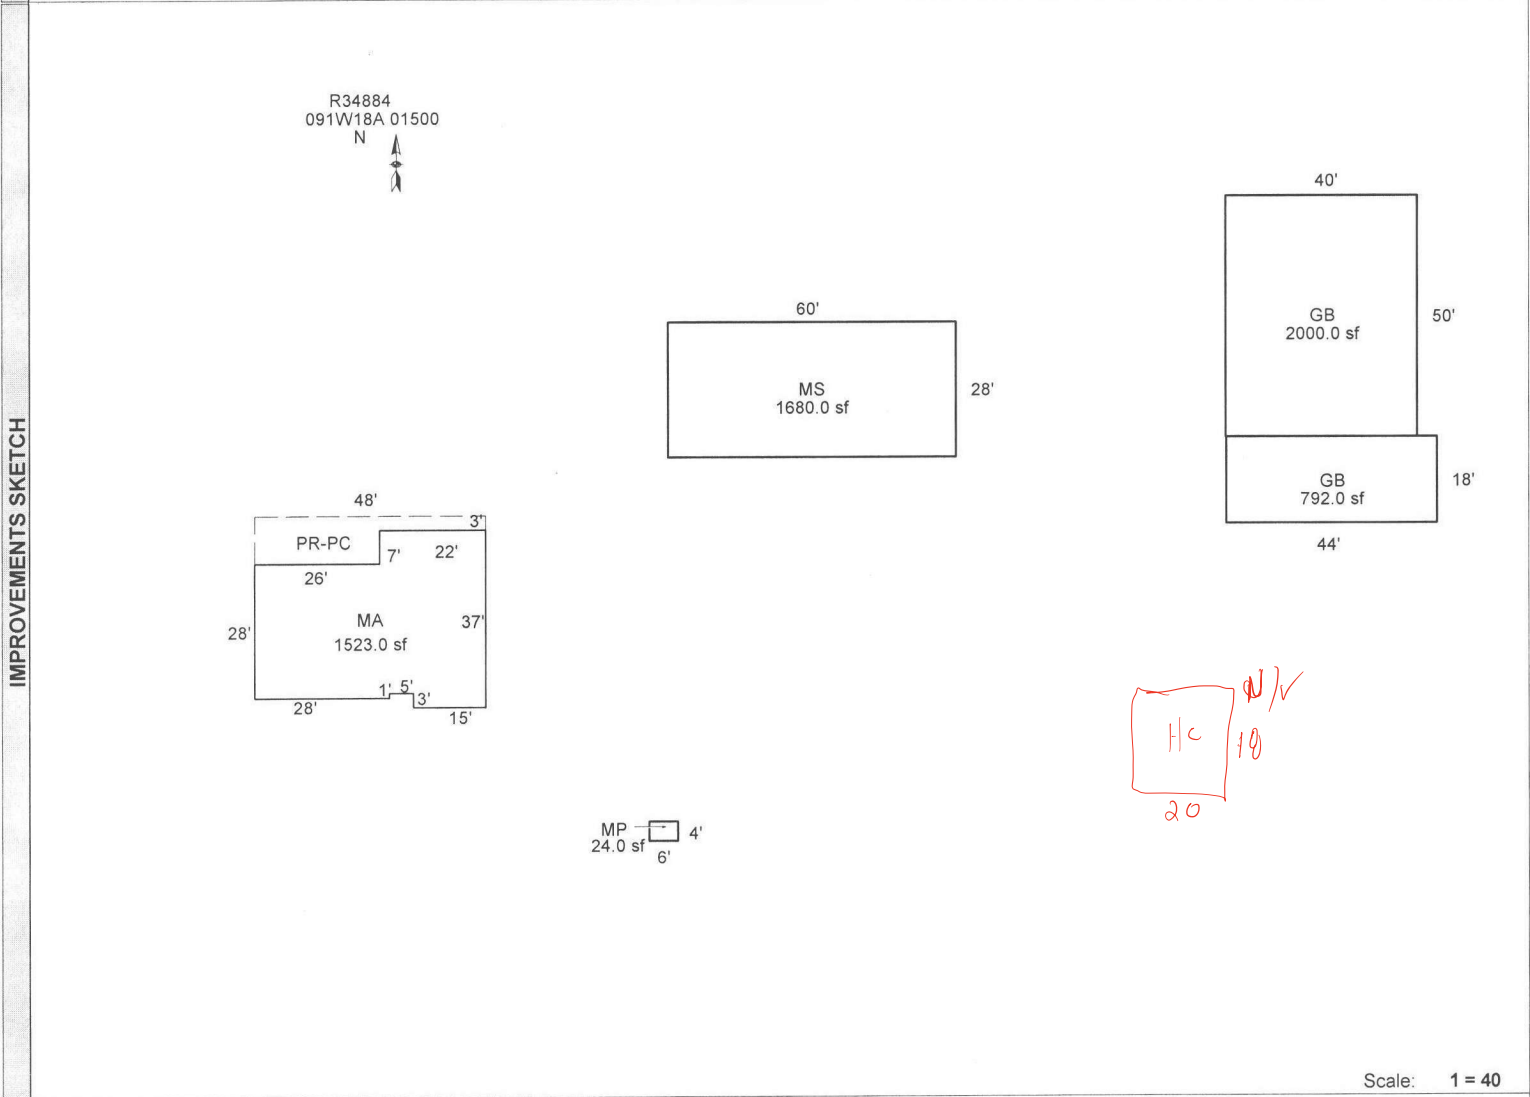 IMPROVEMENTS SKETCH
R34884
091W18A 01500
N
40'
GB
2000.0 sf
50'
60'
MS
1680.0 sf
28'
GB
792.0 sf
18'
44'
48'
3'
PR-PC
7'
22'
26'
MA
1523.0 sf
28'
37'
1'
5'
3'
28'
15'
HC
18
20
MP
24.0 sf
4'
6'
Scale: 1 = 40